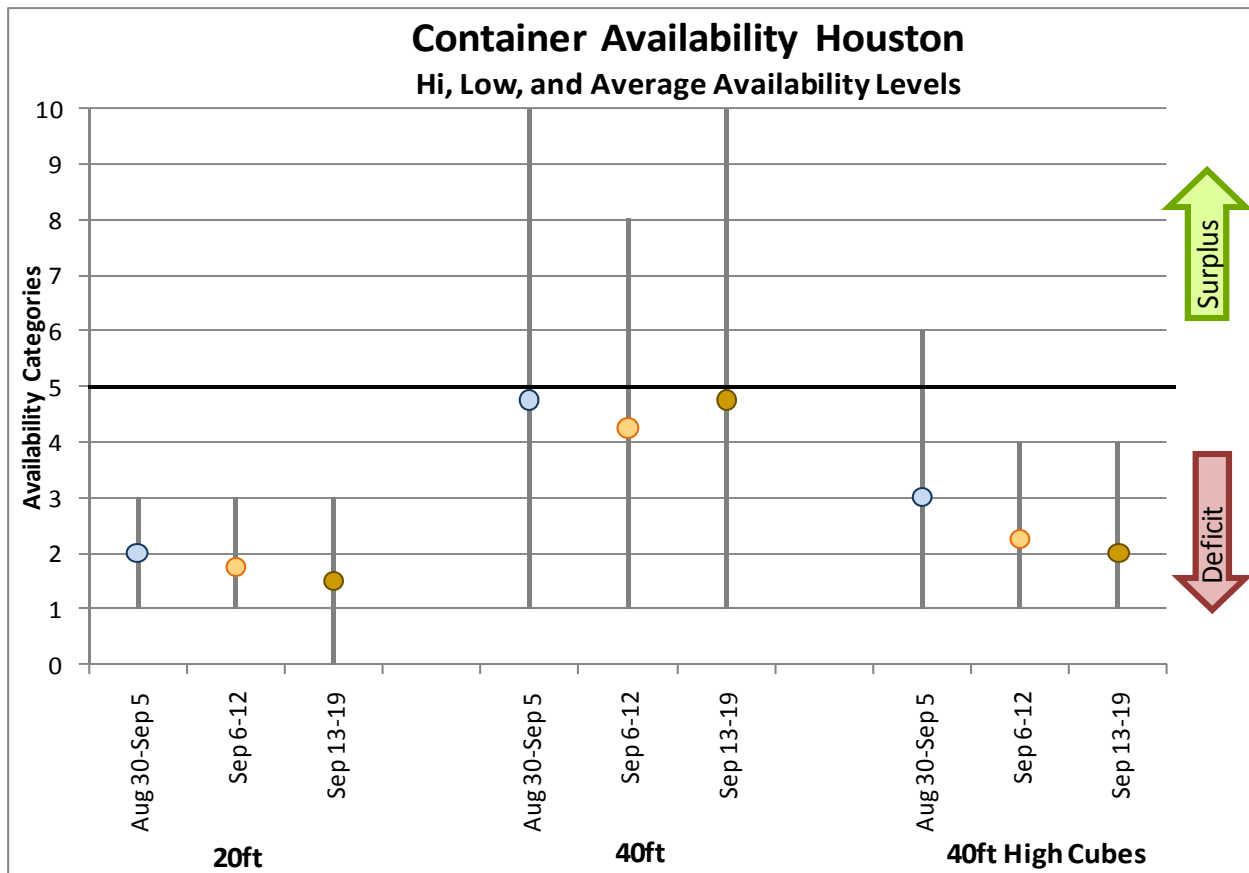 Container Availability Houston
Hi, Low, and Average Availability Levels
Availability Categories
10
9
8
7
6
5
4
3
2
1
0
Surplus
Deficit
Aug 30-Sep 5
Sep 6-12
Sep 13-19
Aug 30-Sep 5
Sep 6-12
Sep 13-19
Aug 30-Sep 5
Sep 6-12
Sep 13-19
20ft
40ft
40ft High Cubes